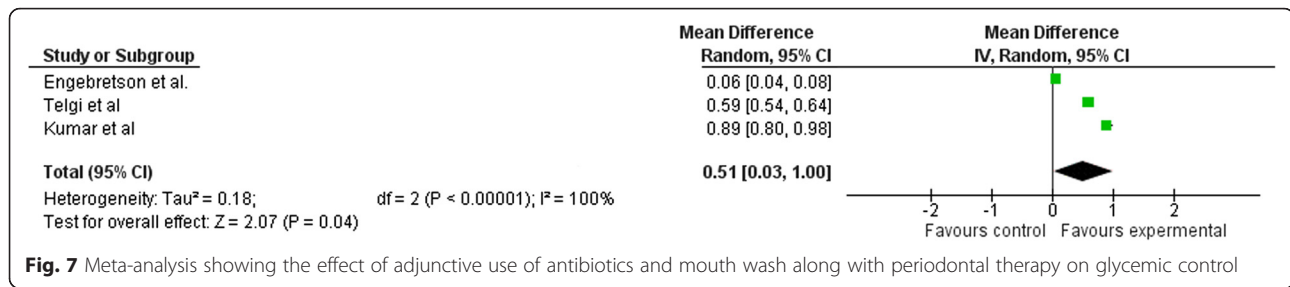 Mean Difference Mean Difference
Study or Subgroup Random, 95% CI IV, Random, 95% CI
Engebretson et al. 0.06 [0.04, 0.08]
Telgi et al 0.59 [0.54, 0.64]
Kumar et al 0.89 [0.80, 0.98]
Total (95% CI) 0.51 [0.03, 1.00]
Heterogeneity: Tau² = 0.18; df = 2 (P < 0.00001); I² = 100%
Test for overall effect: Z = 2.07 (P = 0.04)
-2 -1 0 1 2
Favours control Favours expermental
Fig. 7 Meta-analysis showing the effect of adjunctive use of antibiotics and mouth wash along with periodontal therapy on glycemic control